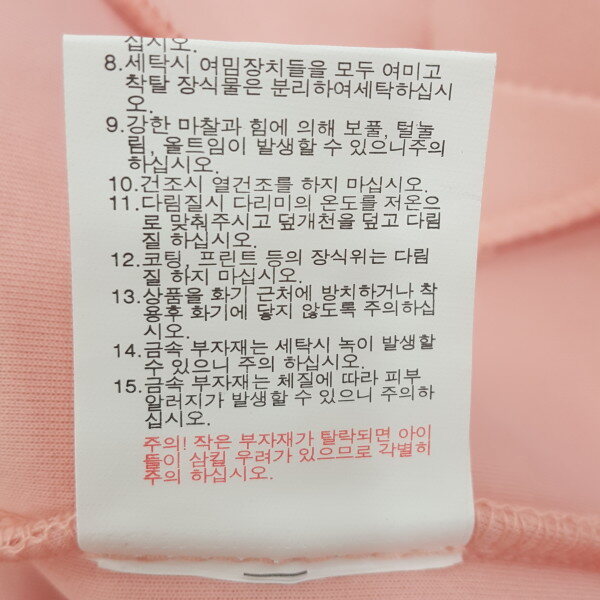 십시오.
8.세탁시 여밈장치들을 모두 여미고
착탈 장식물은 분리하여세탁하십시
오.
9.강한 마찰과 힘에 의해 보풀, 털눌
림, 올트임이 발생할 수 있으니주의
하십시오.
10.건조시 열건조를 하지 마십시오.
11.다림질시 다리미의 온도를 저온으
로 맞춰주시고 덮개천을 덮고 다림
질 하십시오.
12.코팅, 프린트 등의 장식위는 다림
질 하지 마십시오.
13.상품을 화기 근처에 방치하거나 착
용후 화기에 닿지 않도록 주의하십
시오.
14.금속 부자재는 세탁시 녹이 발생할
수 있으니 주의 하십시오.
15.금속 부자재는 체질에 따라 피부
알러지가 발생할 수 있으니 주의하
십시오.
주의! 작은 부자재가 탈락되면 아이
들이 삼킬 우려가 있으므로 각별히
주의 하십시오.